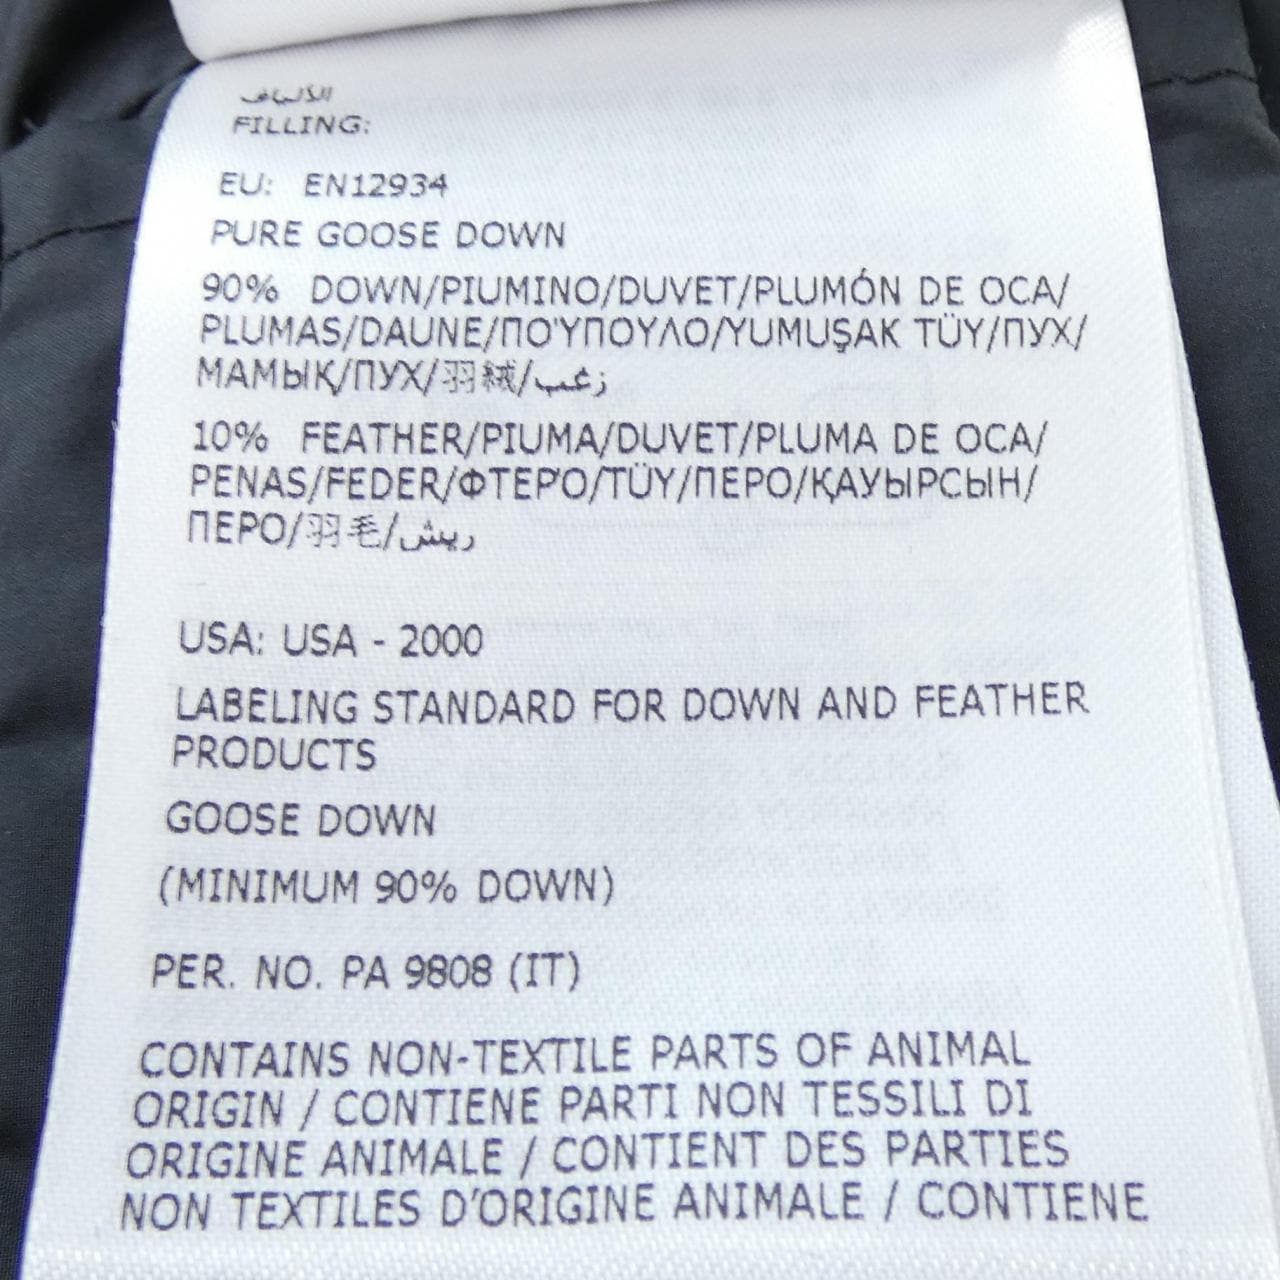 الألياف
FILLING:
EU: EN12934
PURE GOOSE DOWN
90% DOWN/PIUMINO/DUVET/PLUMÓN DE OCA/
PLUMAS/DAUNE/ΠΟΎΠΟΥΛΟ/YUMUŞAK TÜY/ПУХ/
МАМЫҚ/ПУХ/羽絨/زغب
10% FEATHER/PIUMA/DUVET/PLUMA DE OCA/
PENAS/FEDER/ΦΤΕΡΌ/TÜY/ПЕРО/ҚАУЫРСЫН/
ПЕРО/羽毛/ريش
USA: USA - 2000
LABELING STANDARD FOR DOWN AND FEATHER
PRODUCTS
GOOSE DOWN
(MINIMUM 90% DOWN)
PER. NO. PA 9808 (IT)
CONTAINS NON-TEXTILE PARTS OF ANIMAL
ORIGIN / CONTIENE PARTI NON TESSILI DI
ORIGINE ANIMALE / CONTIENT DES PARTIES
NON TEXTILES D'ORIGINE ANIMALE / CONTIENE